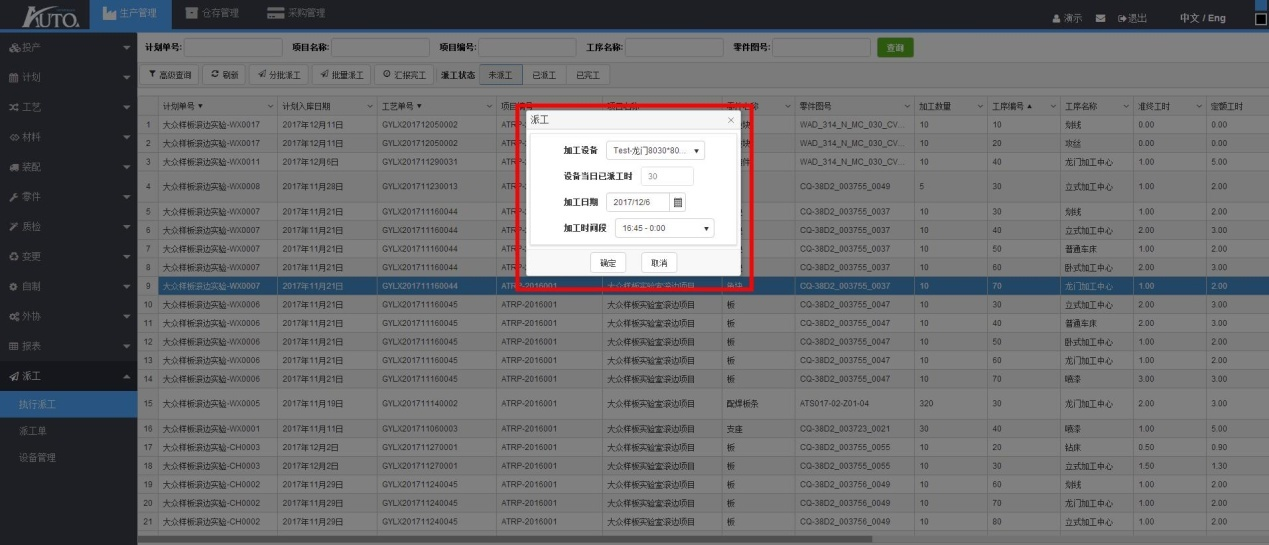 AUTO.
生产管理 仓存管理 采购管理 演示 退出 中文 / Eng
投产
计划
工艺
材料
装配
零件
质检
变更
自制
外协
报表
派工
执行派工
派工单
设备管理
计划单号: 项目名称: 项目编号: 工序名称: 零件图号: 查询
高级查询 刷新 分批派工 批量派工 汇报完工 派工状态 未派工 已派工 已完工
计划单号 计划入库日期 工艺单号 项目编号 项目名称 零件名称 零件图号 加工数量 工序编号 工序名称 准终工时 定额工时
1 大众样板滚边实验-WX0017 2017年12月11日 GYLX201712050002 WAD_314_N_MC_030_CV... 10 10 划线 0.00 0.00
2 大众样板滚边实验-WX0017 2017年12月11日 GYLX201712050002 WAD_314_N_MC_030_CV... 10 20 攻丝 0.00 0.00
3 大众样板滚边实验-WX0011 2017年12月6日 GYLX201711290031 WAD_314_N_MC_030_CV... 10 40 龙门加工中心 1.00 5.00
4 大众样板滚边实验-WX0008 2017年11月28日 GYLX201711230013 CQ-38D2_003755_0049 5 30 立式加工中心 1.00 2.00
5 大众样板滚边实验-WX0007 2017年11月21日 GYLX201711160044 CQ-38D2_003755_0037 10 30 划线 1.00 2.00
6 大众样板滚边实验-WX0007 2017年11月21日 GYLX201711160044 CQ-38D2_003755_0037 10 40 立式加工中心 2.00 3.00
7 大众样板滚边实验-WX0007 2017年11月21日 GYLX201711160044 CQ-38D2_003755_0037 10 50 普通车床 1.00 2.00
8 大众样板滚边实验-WX0007 2017年11月21日 GYLX201711160044 CQ-38D2_003755_0037 10 60 卧式加工中心 2.00 3.00
9 大众样板滚边实验-WX0007 2017年11月21日 GYLX201711160044 ATRP-2016001 大众样板实验室滚边项目 CQ-38D2_003755_0037 10 70 龙门加工中心 1.00 2.00
10 大众样板滚边实验-WX0006 2017年11月21日 GYLX201711160045 ATRP-2016001 大众样板实验室滚边项目 板 CQ-38D2_003755_0047 10 30 立式加工中心 2.00 2.00
11 大众样板滚边实验-WX0006 2017年11月21日 GYLX201711160045 ATRP-2016001 大众样板实验室滚边项目 板 CQ-38D2_003755_0047 10 40 普通车床 2.00 3.00
12 大众样板滚边实验-WX0006 2017年11月21日 GYLX201711160045 ATRP-2016001 大众样板实验室滚边项目 板 CQ-38D2_003755_0047 10 50 卧式加工中心 1.00 2.00
13 大众样板滚边实验-WX0006 2017年11月21日 GYLX201711160045 ATRP-2016001 大众样板实验室滚边项目 板 CQ-38D2_003755_0047 10 60 龙门加工中心 1.00 2.00
14 大众样板滚边实验-WX0006 2017年11月21日 GYLX201711160045 ATRP-2016001 大众样板实验室滚边项目 板 CQ-38D2_003755_0047 10 70 喷漆 3.00 3.00
15 大众样板滚边实验-WX0005 2017年11月19日 GYLX201711140002 ATRP-2016001 大众样板实验室滚边项目 配焊板条 ATS017-02-Z01-04 320 30 龙门加工中心 2.00 3.00
16 大众样板滚边实验-WX0001 2017年11月29日 GYLX201711060003 ATRP-2016001 大众样板实验室滚边项目 支座 CQ-38D2_003723_0021 30 40 喷漆 1.00 5.00
17 大众样板滚边实验-CH0003 2017年12月2日 GYLX201711270001 ATRP-2016001 大众样板实验室滚边项目 板 CQ-38D2_003755_0055 10 20 钻床 0.50 0.90
18 大众样板滚边实验-CH0003 2017年12月2日 GYLX201711270001 ATRP-2016001 大众样板实验室滚边项目 板 CQ-38D2_003755_0055 10 30 立式加工中心 1.50 1.30
19 大众样板滚边实验-CH0002 2017年11月29日 GYLX201711240045 ATRP-2016001 大众样板实验室滚边项目 板 CQ-38D2_003756_0049 10 60 立式加工中心 1.00 2.00
20 大众样板滚边实验-CH0002 2017年11月29日 GYLX201711240045 ATRP-2016001 大众样板实验室滚边项目 板 CQ-38D2_003756_0049 10 70 龙门加工中心 1.00 2.00
21 大众样板滚边实验-CH0002 2017年11月29日 GYLX201711240045 ATRP-2016001 大众样板实验室滚边项目 板 CQ-38D2_003756_0049 10 80 立式加工中心 1.00 2.00
派工
加工设备 Test-龙门8030*80...
设备当日已派工时 30
加工日期 2017/12/6
加工时间段 16:45 - 0:00
确定 取消